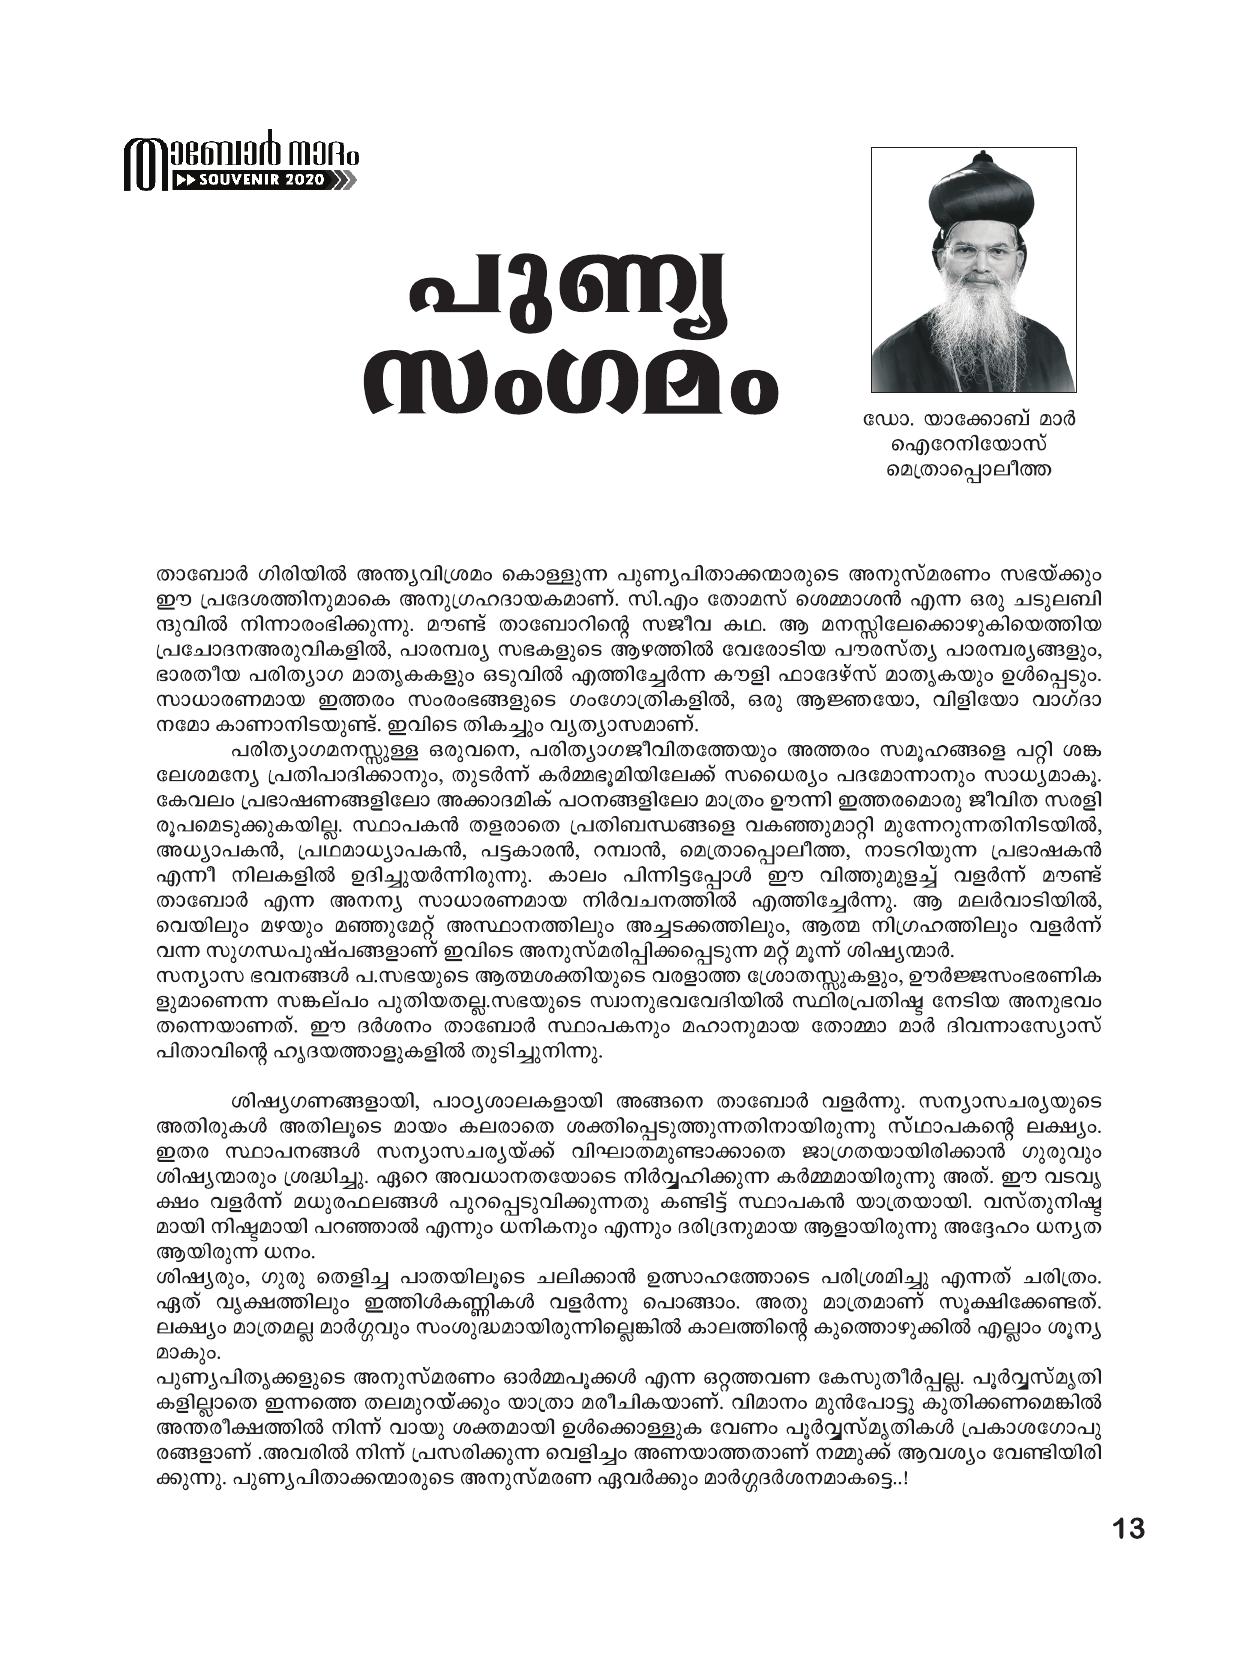 താബോർ നാദം
SOUVENIR 2020
പുണ്യ
സംഗമം
ഡോ. യാക്കോബ് മാർ
ഐറേനിയോസ്
മെത്രാപ്പൊലീത്ത
താബോർ ഗിരിയിൽ അന്ത്യവിശ്രമം കൊള്ളുന്ന പുണ്യപിതാക്കന്മാരുടെ അനുസ്മരണം സഭയ്ക്കും
ഈ പ്രദേശത്തിനുമാകെ അനുഗ്രഹദായകമാണ്. സി.എം തോമസ് ശെമ്മാശൻ എന്ന ഒരു ചടുലബി
ന്ദുവിൽ നിന്നാരംഭിക്കുന്നു. മൗണ്ട് താബോറിന്റെ സജീവ കഥ. ആ മനസ്സിലേക്കൊഴുകിയെത്തിയ
പ്രചോദനഅരുവികളിൽ, പാരമ്പര്യ സഭകളുടെ ആഴത്തിൽ വേരോടിയ പൗരസ്ത്യ പാരമ്പര്യങ്ങളും,
ഭാരതീയ പരിത്യാഗ മാതൃകകളും ഒടുവിൽ എത്തിച്ചേർന്ന കൗളി ഫാദേഴ്സ് മാതൃകയും ഉൾപ്പെടും.
സാധാരണമായ ഇത്തരം സംരംഭങ്ങളുടെ ഗംഗോത്രികളിൽ, ഒരു ആജ്ഞയോ, വിളിയോ വാഗ്ദാ
നമോ കാണാനിടയുണ്ട്. ഇവിടെ തികച്ചും വ്യത്യാസമാണ്.
പരിത്യാഗമനസ്സുള്ള ഒരുവനെ, പരിത്യാഗജീവിതത്തേയും അത്തരം സമൂഹങ്ങളെ പറ്റി ശങ്ക
ലേശമന്യേ പ്രതിപാദിക്കാനും, തുടർന്ന് കർമ്മഭൂമിയിലേക്ക് സധൈര്യം പദമോന്നാനും സാധ്യമാകൂ.
കേവലം പ്രഭാഷണങ്ങളിലോ അക്കാദമിക് പഠനങ്ങളിലോ മാത്രം ഊന്നി ഇത്തരമൊരു ജീവിത സരളി
രൂപമെടുക്കുകയില്ല. സ്ഥാപകൻ തളരാതെ പ്രതിബന്ധങ്ങളെ വകഞ്ഞുമാറ്റി മുന്നേറുന്നതിനിടയിൽ,
അധ്യാപകൻ, പ്രഥമാധ്യാപകൻ, പട്ടകാരൻ, റമ്പാൻ, മെത്രാപ്പൊലീത്ത, നാടറിയുന്ന പ്രഭാഷകൻ
എന്നീ നിലകളിൽ ഉദിച്ചുയർന്നിരുന്നു. കാലം പിന്നിട്ടപ്പോൾ ഈ വിത്തുമുളച്ച് വളർന്ന് മൗണ്ട്
താബോർ എന്ന അനന്യ സാധാരണമായ നിർവചനത്തിൽ എത്തിച്ചേർന്നു. ആ മലർവാടിയിൽ,
വെയിലും മഴയും മഞ്ഞുമേറ്റ് അസ്ഥാനത്തിലും അച്ചടക്കത്തിലും, ആത്മ നിഗ്രഹത്തിലും വളർന്ന്
വന്ന സുഗന്ധപുഷ്പങ്ങളാണ് ഇവിടെ അനുസ്മരിപ്പിക്കപ്പെടുന്ന മറ്റ് മൂന്ന് ശിഷ്യന്മാർ.
സന്യാസ ഭവനങ്ങൾ പ.സഭയുടെ ആത്മശക്തിയുടെ വരളാത്ത ശ്രോതസ്സുകളും, ഊർജ്ജസംഭരണിക
ളുമാണെന്ന സങ്കല്പം പുതിയതല്ല.സഭയുടെ സ്വാനുഭവവേദിയിൽ സ്ഥിരപ്രതിഷ്ഠ നേടിയ അനുഭവം
തന്നെയാണത്. ഈ ദർശനം താബോർ സ്ഥാപകനും മഹാനുമായ തോമ്മാ മാർ ദിവന്നാസ്യോസ്
പിതാവിന്റെ ഹൃദയത്താളുകളിൽ തുടിച്ചുനിന്നു.
ശിഷ്യഗണങ്ങളായി, പാഠ്യശാലകളായി അങ്ങനെ താബോർ വളർന്നു. സന്യാസചര്യയുടെ
അതിരുകൾ അതിലൂടെ മായം കലരാതെ ശക്തിപ്പെടുത്തുന്നതിനായിരുന്നു സ്ഥാപകന്റെ ലക്ഷ്യം.
ഇതര സ്ഥാപനങ്ങൾ സന്യാസചര്യയ്ക്ക് വിഘാതമുണ്ടാക്കാതെ ജാഗ്രതയായിരിക്കാൻ ഗുരുവും
ശിഷ്യന്മാരും ശ്രദ്ധിച്ചു. ഏറെ അവധാനതയോടെ നിർവ്വഹിക്കുന്ന കർമ്മമായിരുന്നു അത്. ഈ വടവൃ
ക്ഷം വളർന്ന് മധുരഫലങ്ങൾ പുറപ്പെടുവിക്കുന്നതു കണ്ടിട്ട് സ്ഥാപകൻ യാത്രയായി. വസ്തുനിഷ്ഠ
മായി നിഷ്ഠമായി പറഞ്ഞാൽ എന്നും ധനികനും എന്നും ദരിദ്രനുമായ ആളായിരുന്നു അദ്ദേഹം ധന്യത
ആയിരുന്ന ധനം.
ശിഷ്യരും, ഗുരു തെളിച്ച പാതയിലൂടെ ചലിക്കാൻ ഉത്സാഹത്തോടെ പരിശ്രമിച്ചു എന്നത് ചരിത്രം.
ഏത് വൃക്ഷത്തിലും ഇത്തിൾകണ്ണികൾ വളർന്നു പൊങ്ങാം. അതു മാത്രമാണ് സൂക്ഷിക്കേണ്ടത്.
ലക്ഷ്യം മാത്രമല്ല മാർഗ്ഗവും സംശുദ്ധമായിരുന്നില്ലെങ്കിൽ കാലത്തിന്റെ കുത്തൊഴുക്കിൽ എല്ലാം ശൂന്യ
മാകും.
പുണ്യപിതൃക്കളുടെ അനുസ്മരണം ഓർമ്മപൂക്കൾ എന്ന ഒറ്റത്തവണ കേസുതീർപ്പല്ല. പൂർവ്വസ്മൃതി
കളില്ലാതെ ഇന്നത്തെ തലമുറയ്ക്കും യാത്രാ മരീചികയാണ്. വിമാനം മുൻപോട്ടു കുതിക്കണമെങ്കിൽ
അന്തരീക്ഷത്തിൽ നിന്ന് വായു ശക്തമായി ഉൾക്കൊള്ളുക വേണം പൂർവ്വസ്മൃതികൾ പ്രകാശഗോപു
രങ്ങളാണ് .അവരിൽ നിന്ന് പ്രസരിക്കുന്ന വെളിച്ചം അണയാത്തതാണ് നമ്മുക്ക് ആവശ്യം വേണ്ടിയിരി
ക്കുന്നു. പുണ്യപിതാക്കന്മാരുടെ അനുസ്മരണ ഏവർക്കും മാർഗ്ഗദർശനമാകട്ടെ..!
13